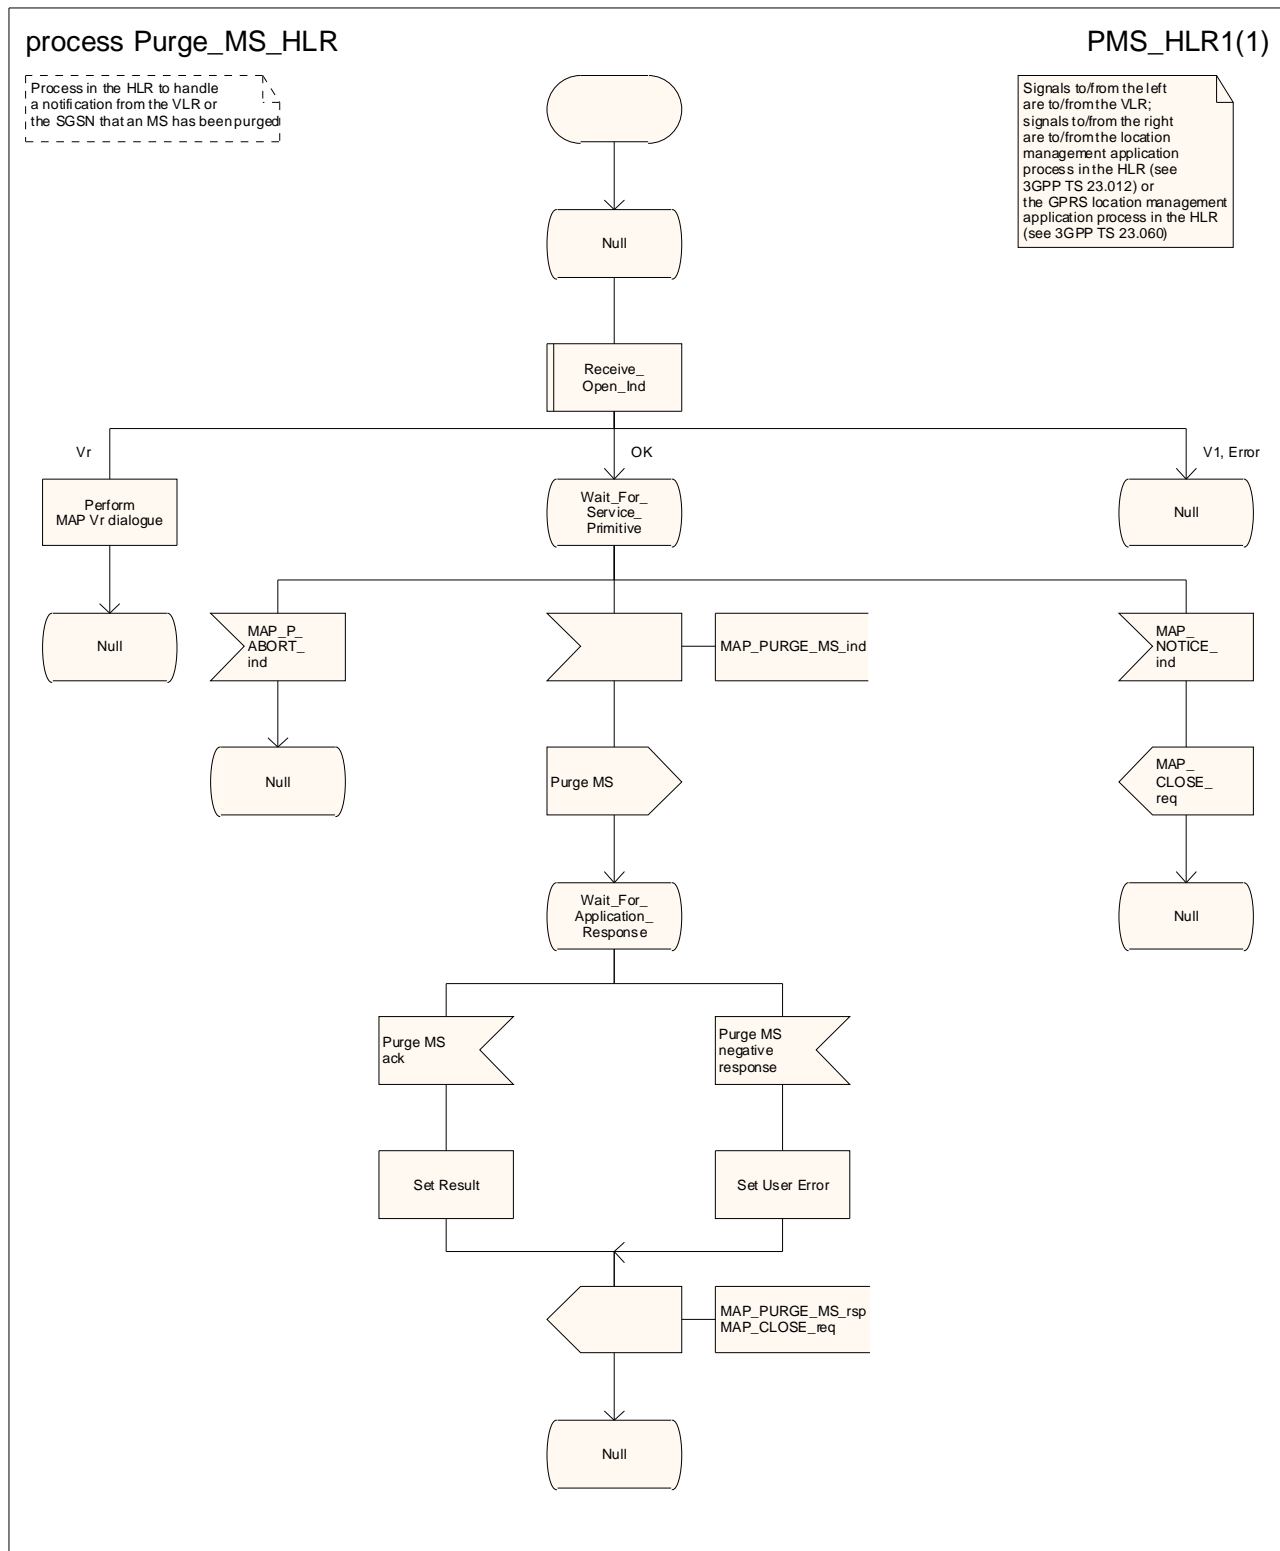 process Purge_MS_HLR
PMS_HLR1(1)
Process in the HLR to handle
a notification from the VLR or
the SGSN that an MS has been purged
Signals to/from the left
are to/from the VLR;
signals to/from the right
are to/from the location
management application
process in the HLR (see
3GPP TS 23.012) or
the GPRS location management
application process in the HLR
(see 3GPP TS 23.060)
Null
Receive_
Open_Ind
Vr
OK
V1, Error
Perform
MAP Vr dialogue
Wait_For_
Service_
Primitive
Null
Null
MAP_P_
ABORT_
ind
MAP_PURGE_MS_ind
MAP_
NOTICE_
ind
Null
Purge MS
MAP_
CLOSE_
req
Wait_For_
Application_
Response
Null
Purge MS
ack
Purge MS
negative
response
Set Result
Set User Error
MAP_PURGE_MS_rsp
MAP_CLOSE_req
Null